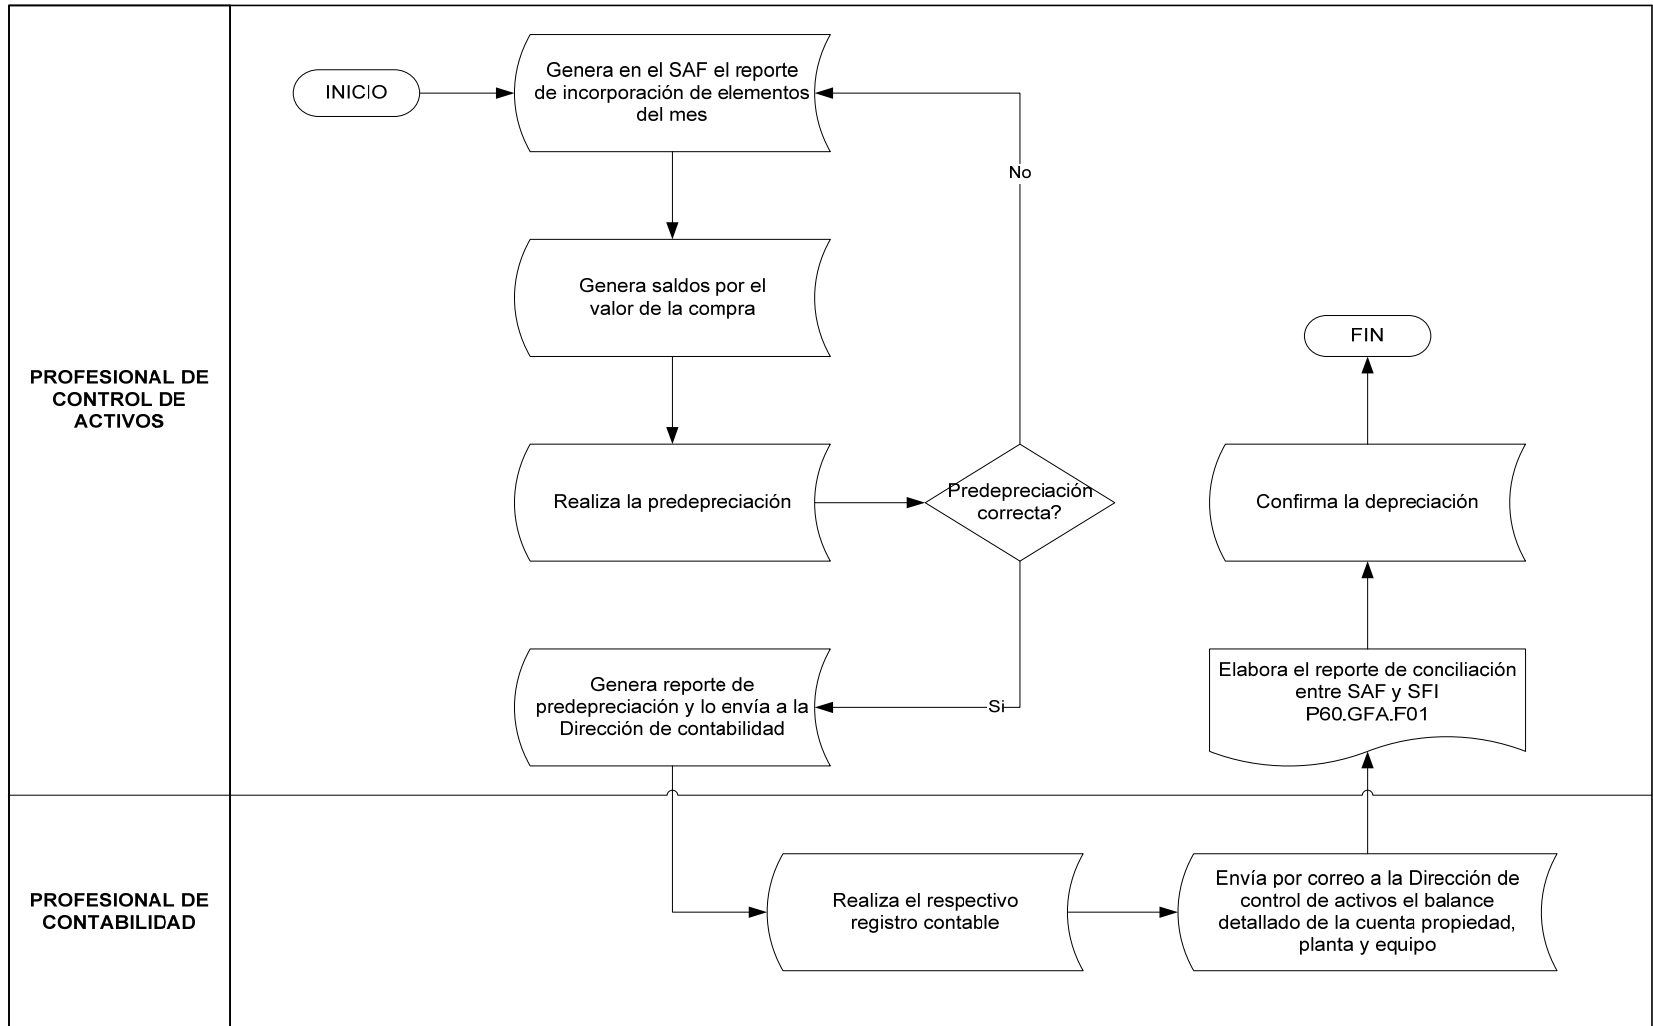 PROFESIONAL DE
CONTROL DE
ACTIVOS
INICIO
Genera en el SAF el reporte
de incorporación de elementos
del mes
No
Genera saldos por el
valor de la compra
Realiza la predepreciación
Predepreciación
correcta?
Si
Genera reporte de
predepreciación y lo envía a la
Dirección de contabilidad
FIN
Confirma la depreciación
Elabora el reporte de conciliación
entre SAF y SFI
P60.GFA.F01
PROFESIONAL DE
CONTABILIDAD
Realiza el respectivo
registro contable
Envía por correo a la Dirección de
control de activos el balance
detallado de la cuenta propiedad,
planta y equipo